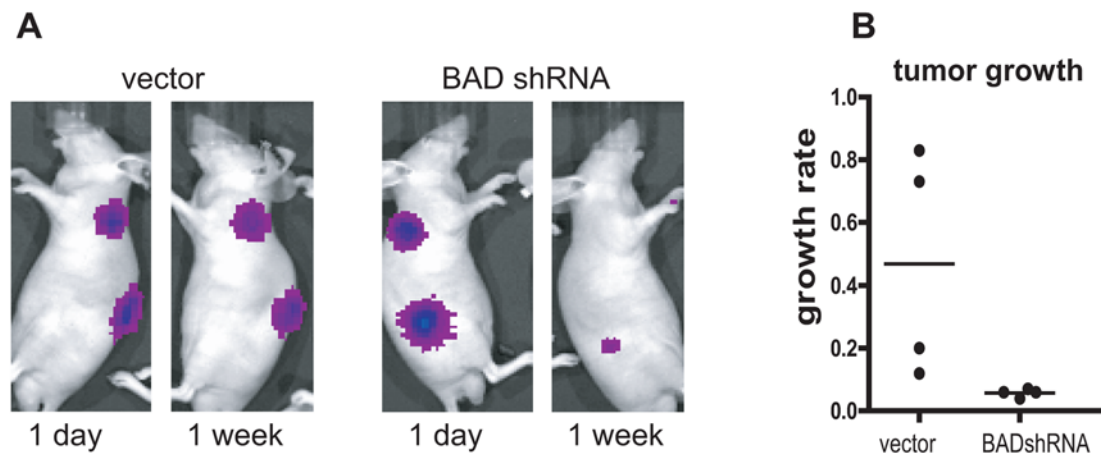 A
vector
BAD shRNA
1 day
1 week
1 day
1 week
B
tumor growth
growth rate
1.0
0.8
0.6
0.4
0.2
0.0
vector
BADshRNA